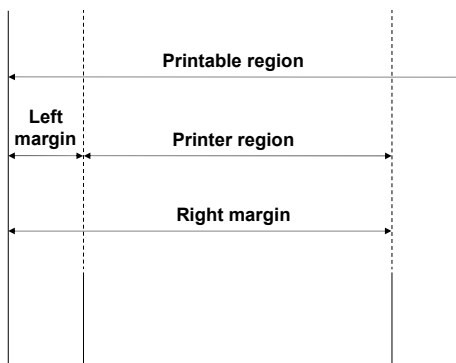 Printable region
Left
margin
Printer region
Right margin